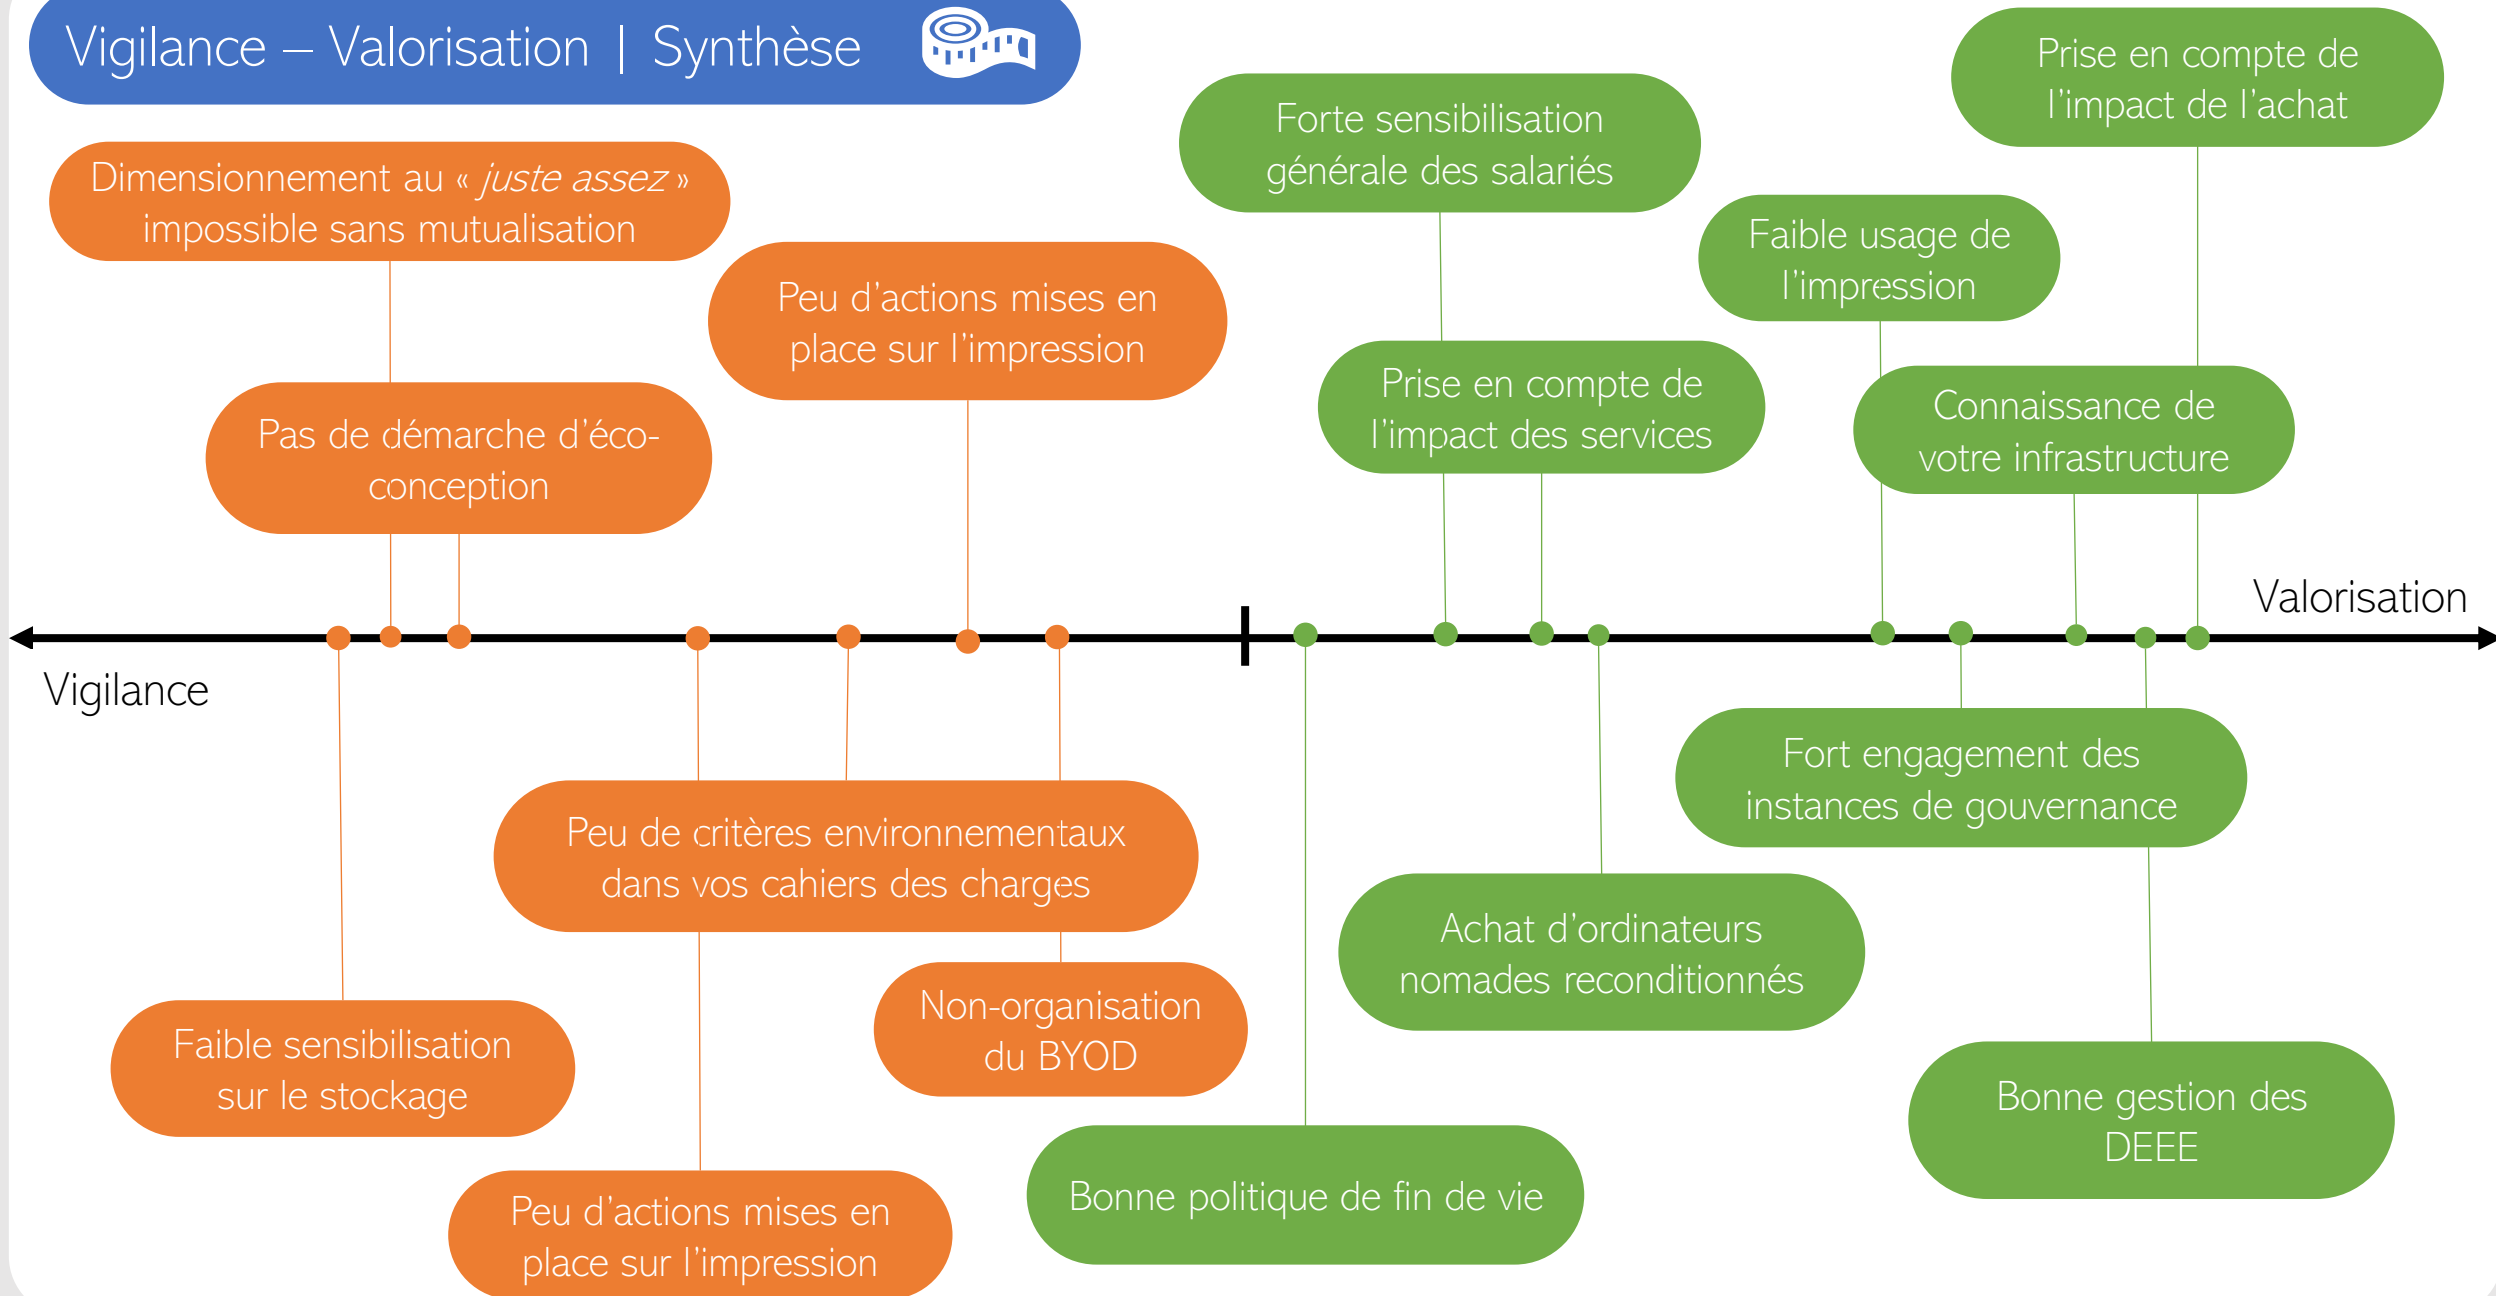 Vigilance – Valorisation | Synthèse
Dimensionnement au « juste assez »
impossible sans mutualisation
Peu d'actions mises en
place sur l'impression
Pas de démarche d'éco-
conception
Forte sensibilisation
générale des salariés
Prise en compte de
l'impact de l'achat
Faible usage de
l'impression
Prise en compte de
l'impact des services
Connaissance de
votre infrastructure
Valorisation
Vigilance
Peu de critères environnementaux
dans vos cahiers des charges
Fort engagement des
instances de gouvernance
Achat d'ordinateurs
nomades reconditionnés
Non-organisation
du BYOD
Faible sensibilisation
sur le stockage
Bonne gestion des
DEEE
Bonne politique de fin de vie
Peu d'actions mises en
place sur l'impression